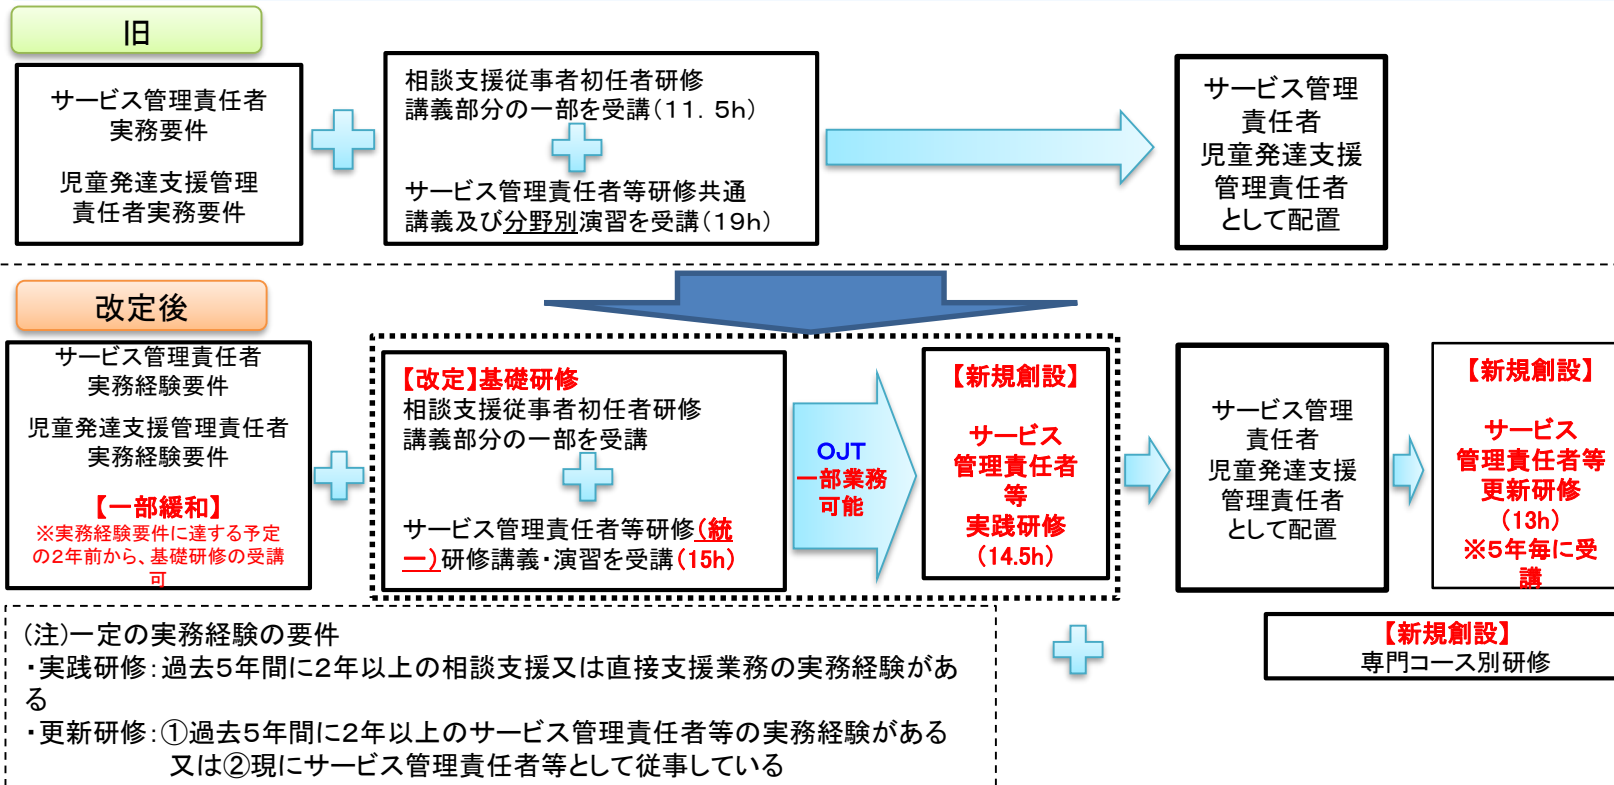 旧
サービス管理責任者
実務要件
児童発達支援管理
責任者実務要件
相談支援従事者初任者研修
講義部分の一部を受講(11．5h)
サービス管理責任者等研修共通
講義及び分野別演習を受講(19h)
サービス管理
責任者
児童発達支援
管理責任者
として配置
改定後
サービス管理責任者
実務経験要件
児童発達支援管理責任者
実務経験要件
【一部緩和】
※実務経験要件に達する予定
の2年前から、基礎研修の受講
可
【改定】基礎研修
相談支援従事者初任者研修
講義部分の一部を受講
サービス管理責任者等研修(統
一)研修講義・演習を受講(15h)
OJT
一部業務
可能
【新規創設】
サービス
管理責任者
等
実践研修
(14.5h)
サービス管理
責任者
児童発達支援
管理責任者
として配置
【新規創設】
サービス
管理責任者等
更新研修
(13h)
※5年毎に受
講
(注)一定の実務経験の要件
・実践研修：過去5年間に2年以上の相談支援又は直接支援業務の実務経験があ
る
・更新研修：①過去5年間に2年以上のサービス管理責任者等の実務経験がある
又は②現にサービス管理責任者等として従事している
【新規創設】
専門コース別研修